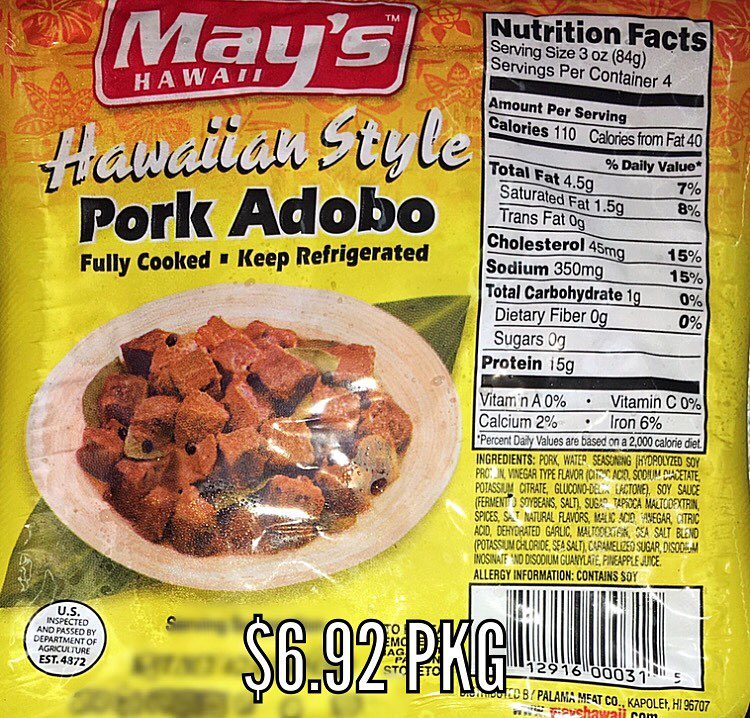 May's™
HAWAII
Hawaiian Style
Pork Adobo
Fully Cooked ▪ Keep Refrigerated
U.S.
INSPECTED
AND PASSED BY
DEPARTMENT OF
AGRICULTURE
EST. 4872
$6.92 PKG
Nutrition Facts
Serving Size 3 oz (84g)
Servings Per Container 4
Amount Per Serving
Calories 110 Calories from Fat 40
% Daily Value*
Total Fat 4.5g 7%
Saturated Fat 1.5g 8%
Trans Fat 0g
Cholesterol 45mg 15%
Sodium 350mg 15%
Total Carbohydrate 1g 0%
Dietary Fiber 0g 0%
Sugars 0g
Protein 15g
Vitamin A 0% • Vitamin C 0%
Calcium 2% • Iron 6%
*Percent Daily Values are based on a 2,000 calorie diet.
INGREDIENTS: PORK, WATER, SEASONING (HYDROLYZED SOY
PROTEIN, VINEGAR TYPE FLAVOR (CITRIC ACID, SODIUM DIACETATE,
POTASSIUM CITRATE, GLUCONO-DELTA LACTONE), SOY SAUCE
(FERMENTED SOYBEANS, SALT), SUGAR, TAPIOCA MALTODEXTRIN,
SPICES, SALT, NATURAL FLAVORS, MALIC ACID, VINEGAR, CITRIC
ACID, DEHYDRATED GARLIC, MALTODEXTRIN, SEA SALT BLEND
(POTASSIUM CHLORIDE, SEA SALT), CARAMELIZED SUGAR, DISODIUM
INOSINATE AND DISODIUM GUANYLATE, PINEAPPLE JUICE.
ALLERGY INFORMATION: CONTAINS SOY
TO
12916 00031 5
DISTRIBUTED BY PALAMA MEAT CO., KAPOLEI, HI 96707
www.mayshawaii.com